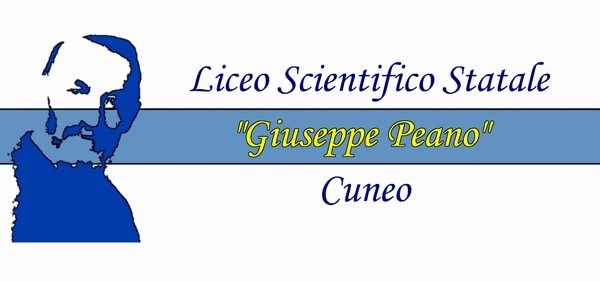 Liceo Scientifico Statale
"Giuseppe Peano"
Cuneo